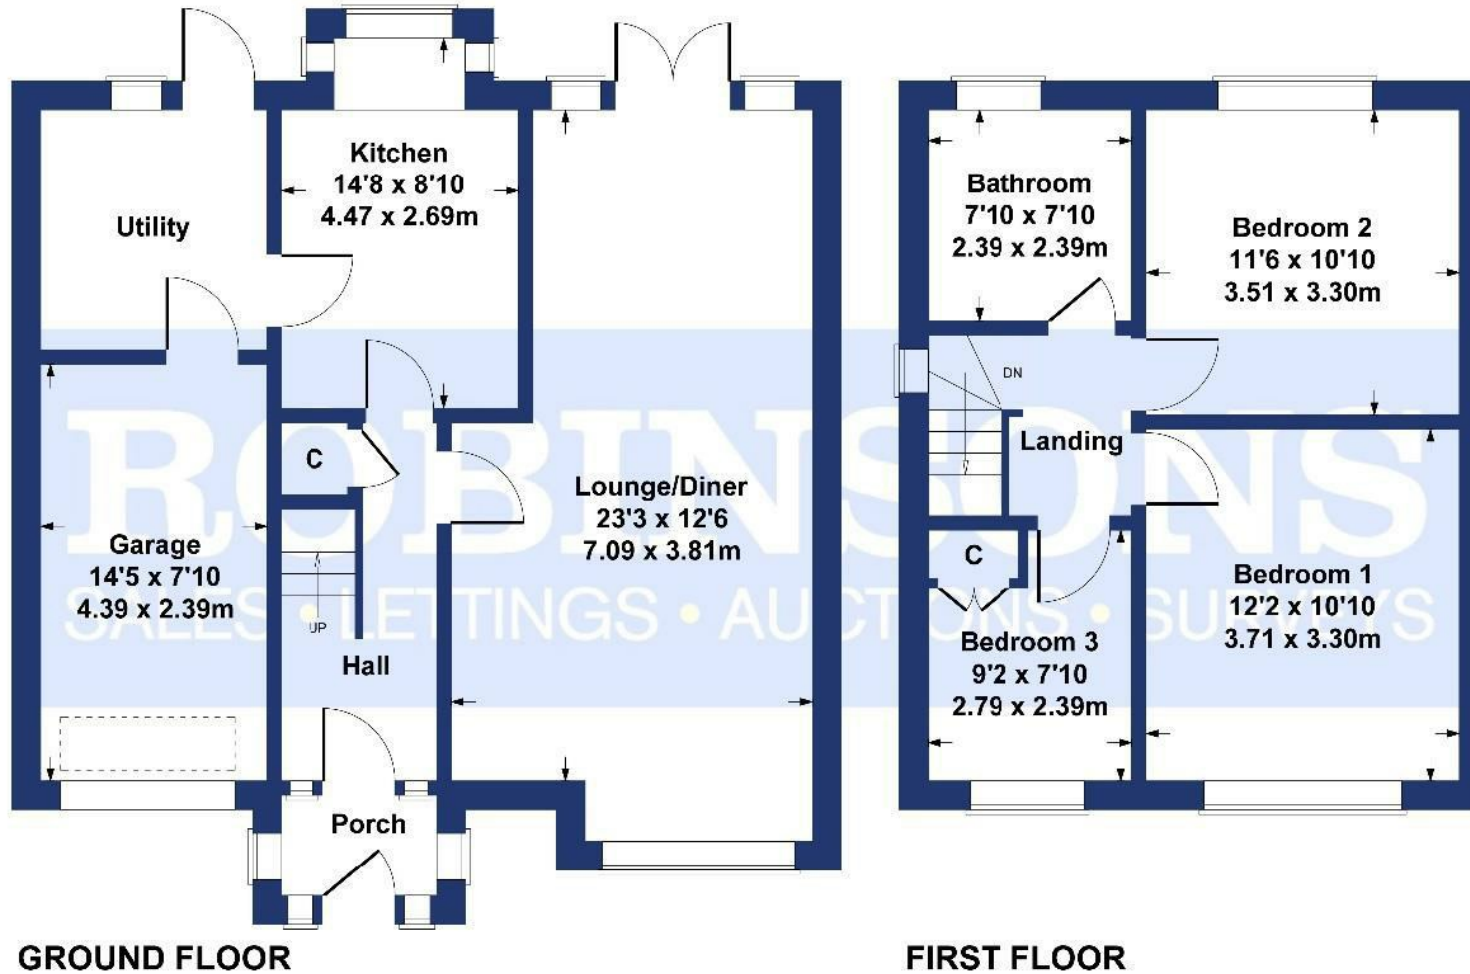 Kitchen
14'8 x 8'10
4.47 x 2.69m
Utility
C
Lounge/Diner
23'3 x 12'6
7.09 x 3.81m
Garage
14'5 x 7'10
4.39 x 2.39m
UP
Hall
Porch
GROUND FLOOR
Bathroom
7'10 x 7'10
2.39 x 2.39m
Bedroom 2
11'6 x 10'10
3.51 x 3.30m
DN
Landing
C
Bedroom 1
12'2 x 10'10
3.71 x 3.30m
Bedroom 3
9'2 x 7'10
2.79 x 2.39m
FIRST FLOOR
ROBINSONS
SALES • LETTINGS • AUCTIONS • SURVEYS